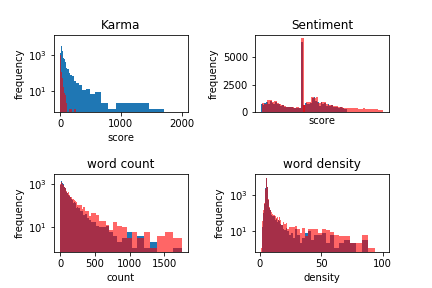 Karma
Sentiment
frequency
10³
10¹
0
1000
2000
score
frequency
5000
2500
0
score
word count
word density
frequency
10³
10¹
0
500
1000
1500
count
frequency
10³
10¹
0
50
100
density